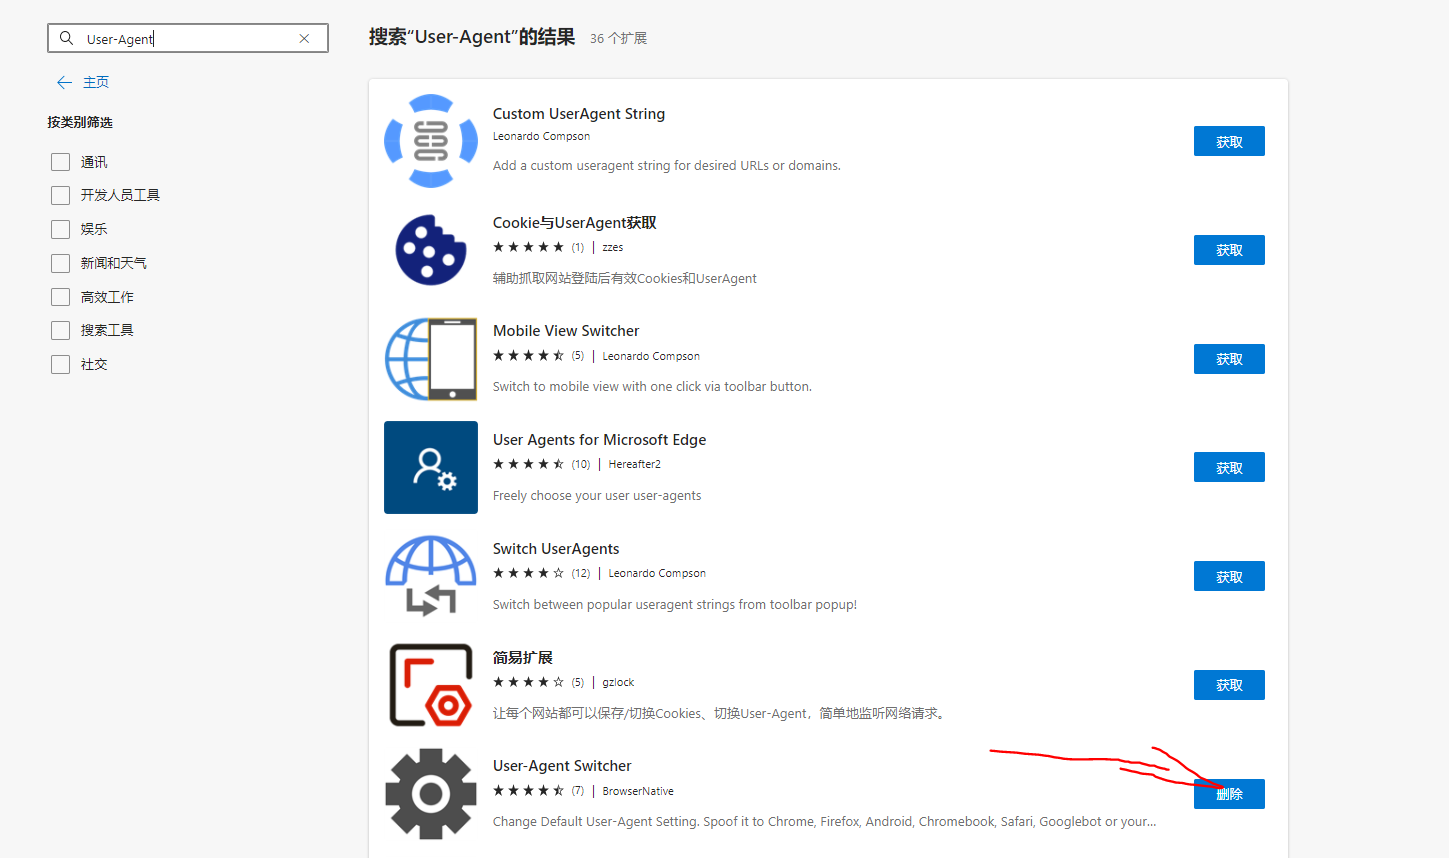 User-Agent
搜索“User-Agent”的结果 36 个扩展
主页
按类别筛选
通讯
开发人员工具
娱乐
新闻和天气
高效工作
搜索工具
社交
Custom UserAgent String
Leonardo Compson
Add a custom useragent string for desired URLs or domains.
获取
Cookie与UserAgent获取
(1) | zzes
辅助抓取网站登陆后有效Cookies和UserAgent
获取
Mobile View Switcher
(5) | Leonardo Compson
Switch to mobile view with one click via toolbar button.
获取
User Agents for Microsoft Edge
(10) | Hereafter2
Freely choose your user user-agents
获取
Switch UserAgents
(12) | Leonardo Compson
Switch between popular useragent strings from toolbar popup!
获取
简易扩展
(5) | gzlock
让每个网站都可以保存/切换Cookies、切换User-Agent，简单地监听网络请求。
获取
User-Agent Switcher
(7) | BrowserNative
Change Default User-Agent Setting. Spoof it to Chrome, Firefox, Android, Chromebook, Safari, Googlebot or your...
删除